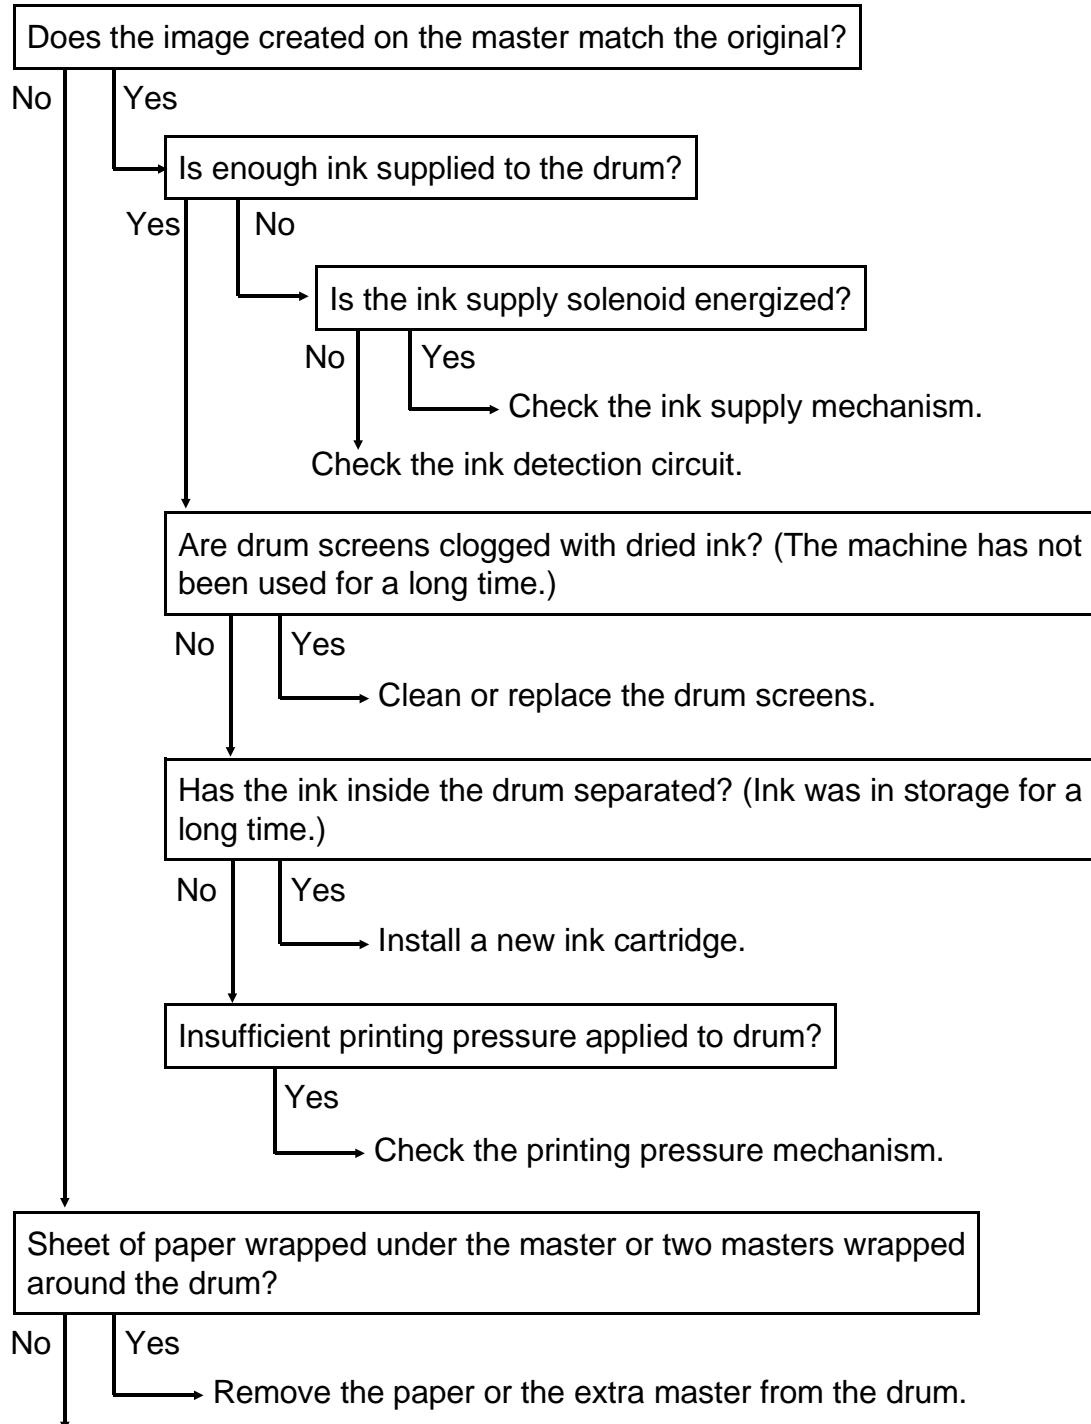 Does the image created on the master match the original?
No
Yes
Is enough ink supplied to the drum?
Yes
No
Is the ink supply solenoid energized?
No
Yes
Check the ink supply mechanism.
Check the ink detection circuit.
Are drum screens clogged with dried ink? (The machine has not
been used for a long time.)
No
Yes
Clean or replace the drum screens.
Has the ink inside the drum separated? (Ink was in storage for a
long time.)
No
Yes
Install a new ink cartridge.
Insufficient printing pressure applied to drum?
Yes
Check the printing pressure mechanism.
Sheet of paper wrapped under the master or two masters wrapped
around the drum?
No
Yes
Remove the paper or the extra master from the drum.